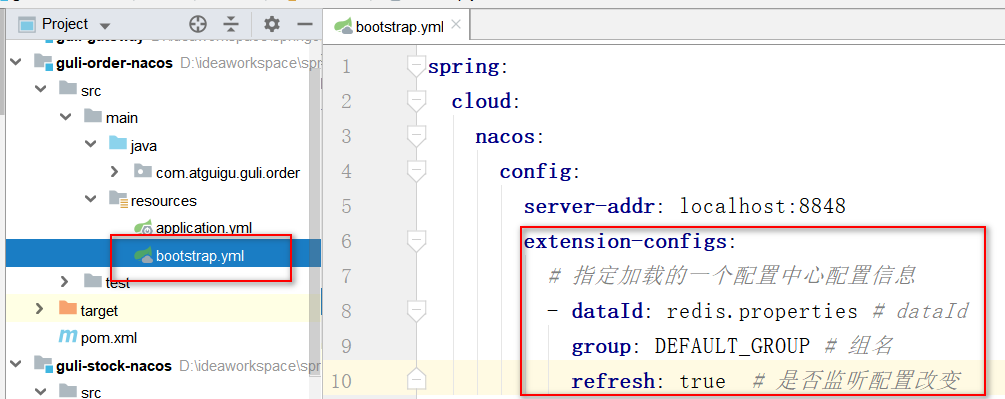 Project
guli-order-nacos D:\ideaworkspace\spr
src
main
java
com.atguigu.guli.order
resources
application.yml
bootstrap.yml
test
target
pom.xml
guli-stock-nacos D:\ideaworkspace\spr
src
bootstrap.yml
1 spring:
2 cloud:
3 nacos:
4 config:
5 server-addr: localhost:8848
6 extension-configs:
7 # 指定加载的一个配置中心配置信息
8 - dataId: redis.properties # dataId
9 group: DEFAULT_GROUP # 组名
10 refresh: true # 是否监听配置改变